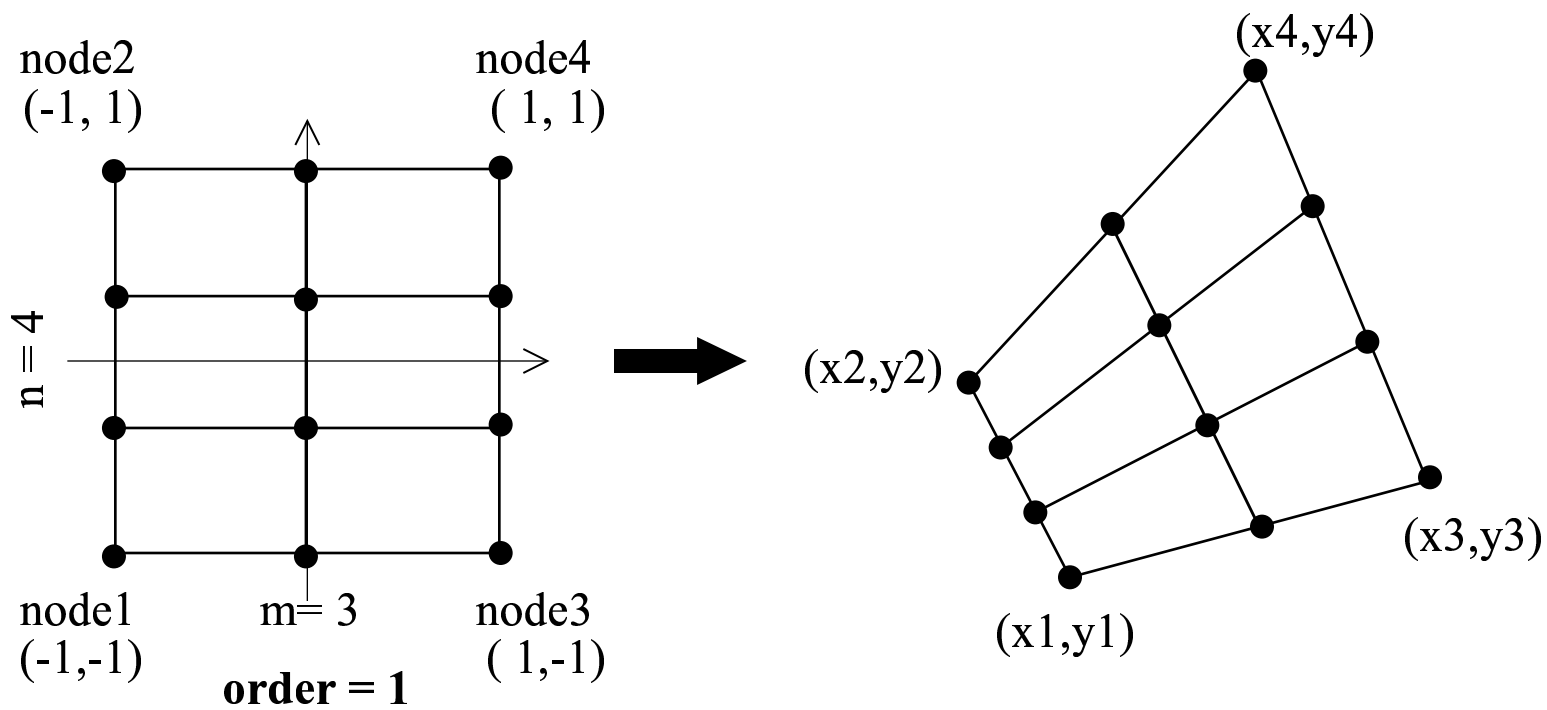 node2
(-1, 1)
node4
( 1, 1)
n = 4
node1
(-1,-1)
m= 3
node3
( 1,-1)
order = 1
(x4,y4)
(x2,y2)
(x3,y3)
(x1,y1)